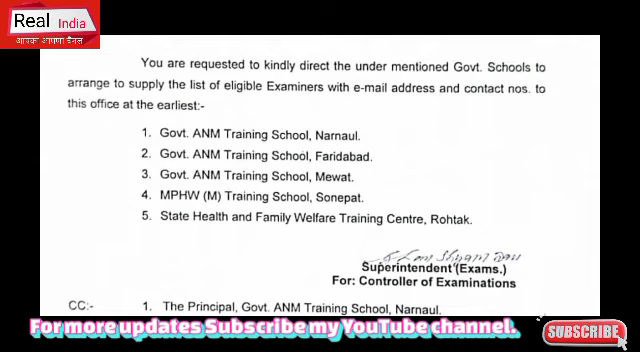 Real India
आपका अपना चैनल
You are requested to kindly direct the under mentioned Govt. Schools to
arrange to supply the list of eligible Examiners with e-mail address and contact nos. to
this office at the earliest:-
1. Govt. ANM Training School, Narnaul.
2. Govt. ANM Training School, Faridabad.
3. Govt. ANM Training School, Mewat.
4. MPHW (M) Training School, Sonepat.
5. State Health and Family Welfare Training Centre, Rohtak.
Superintendent (Exams.)
For: Controller of Examinations
CC:- 1. The Principal, Govt. ANM Training School, Narnaul.
For more updates Subscribe my YouTube channel.
SUBSCRIBE